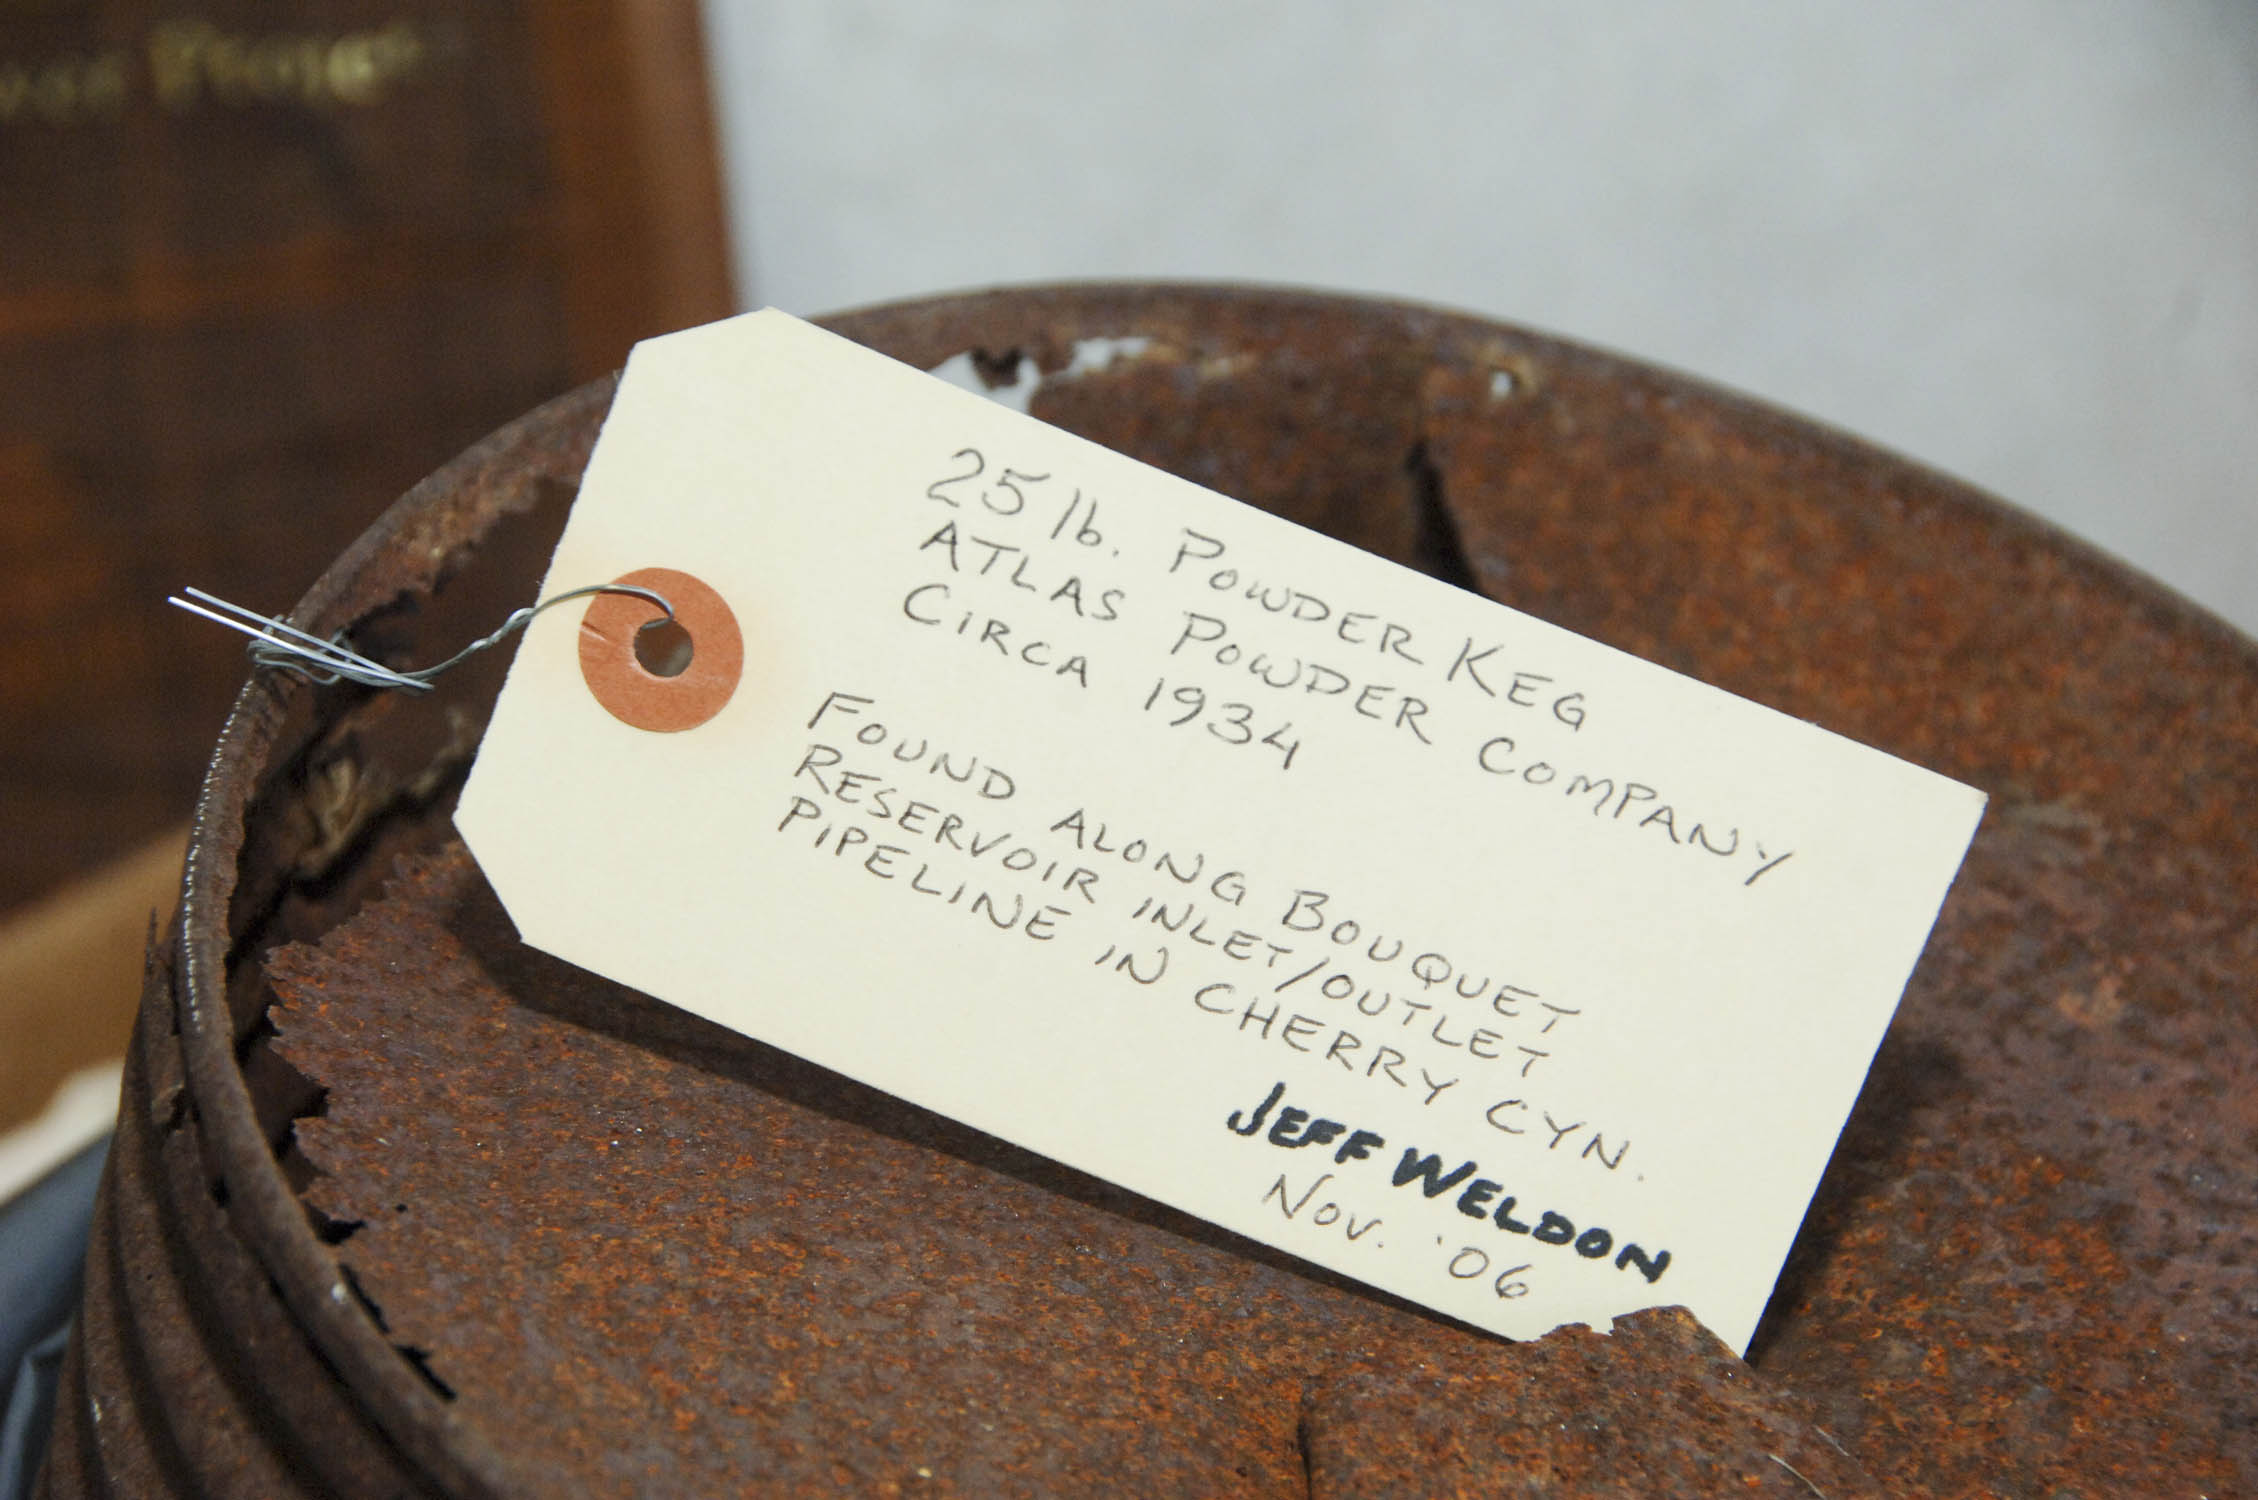 25 lb. POWDER KEG
ATLAS POWDER COMPANY
CIRCA 1934
FOUND ALONG BOUQUET
RESERVOIR INLET/OUTLET
PIPELINE IN CHERRY CYN.
JEFF WELDON
NOV. '06